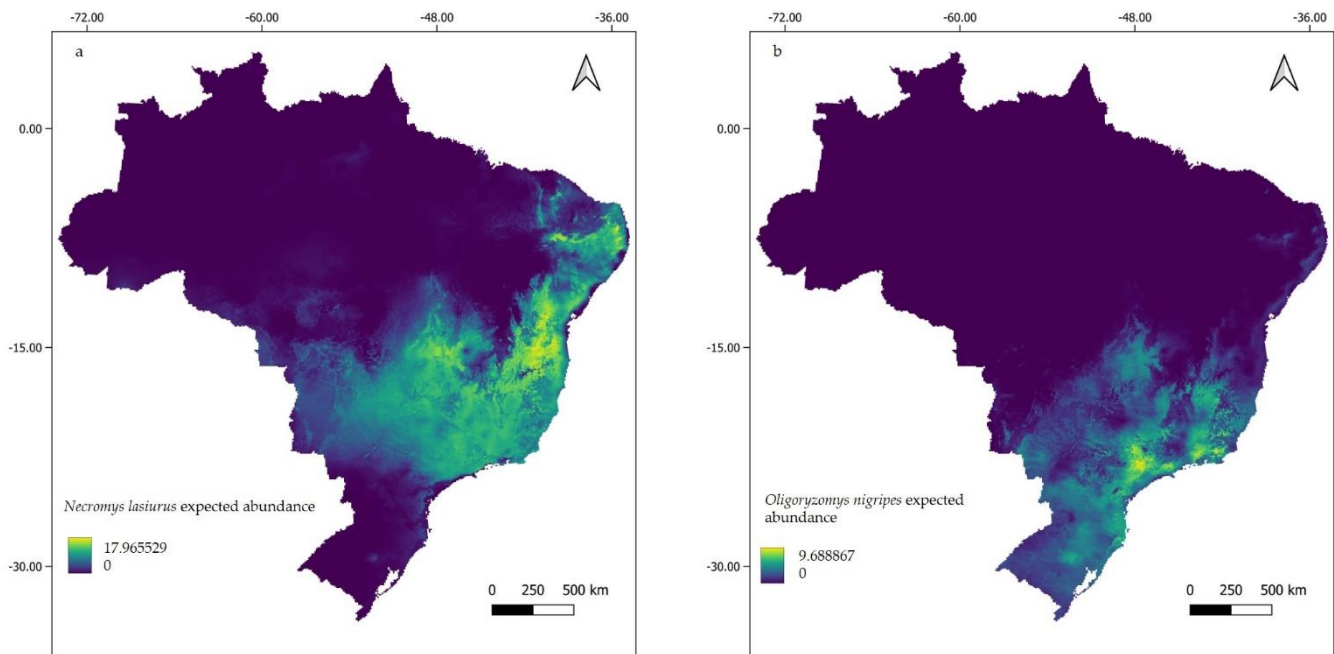 -72.00 -60.00 -48.00 -36.00
a
0.00
-15.00
-30.00
Necromys lasiurus expected abundance
17.965529
0
0 250 500 km
-72.00 -60.00 -48.00 -36.00
b
0.00
-15.00
-30.00
Oligoryzomys nigripes expected
abundance
9.688867
0
0 250 500 km